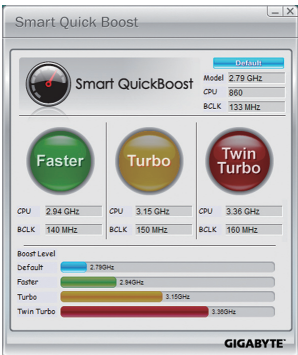 Smart Quick Boost
Default
Smart QuickBoost
Model 2.79 GHz
CPU 860
BCLK 133 MHz
Faster
Turbo
Twin Turbo
CPU 2.94 GHz CPU 3.15 GHz CPU 3.36 GHz
BCLK 140 MHz BCLK 150 MHz BCLK 160 MHz
Boost Level
Default 2.79GHz
Faster 2.94GHz
Turbo 3.15GHz
Twin Turbo 3.36GHz
GIGABYTE